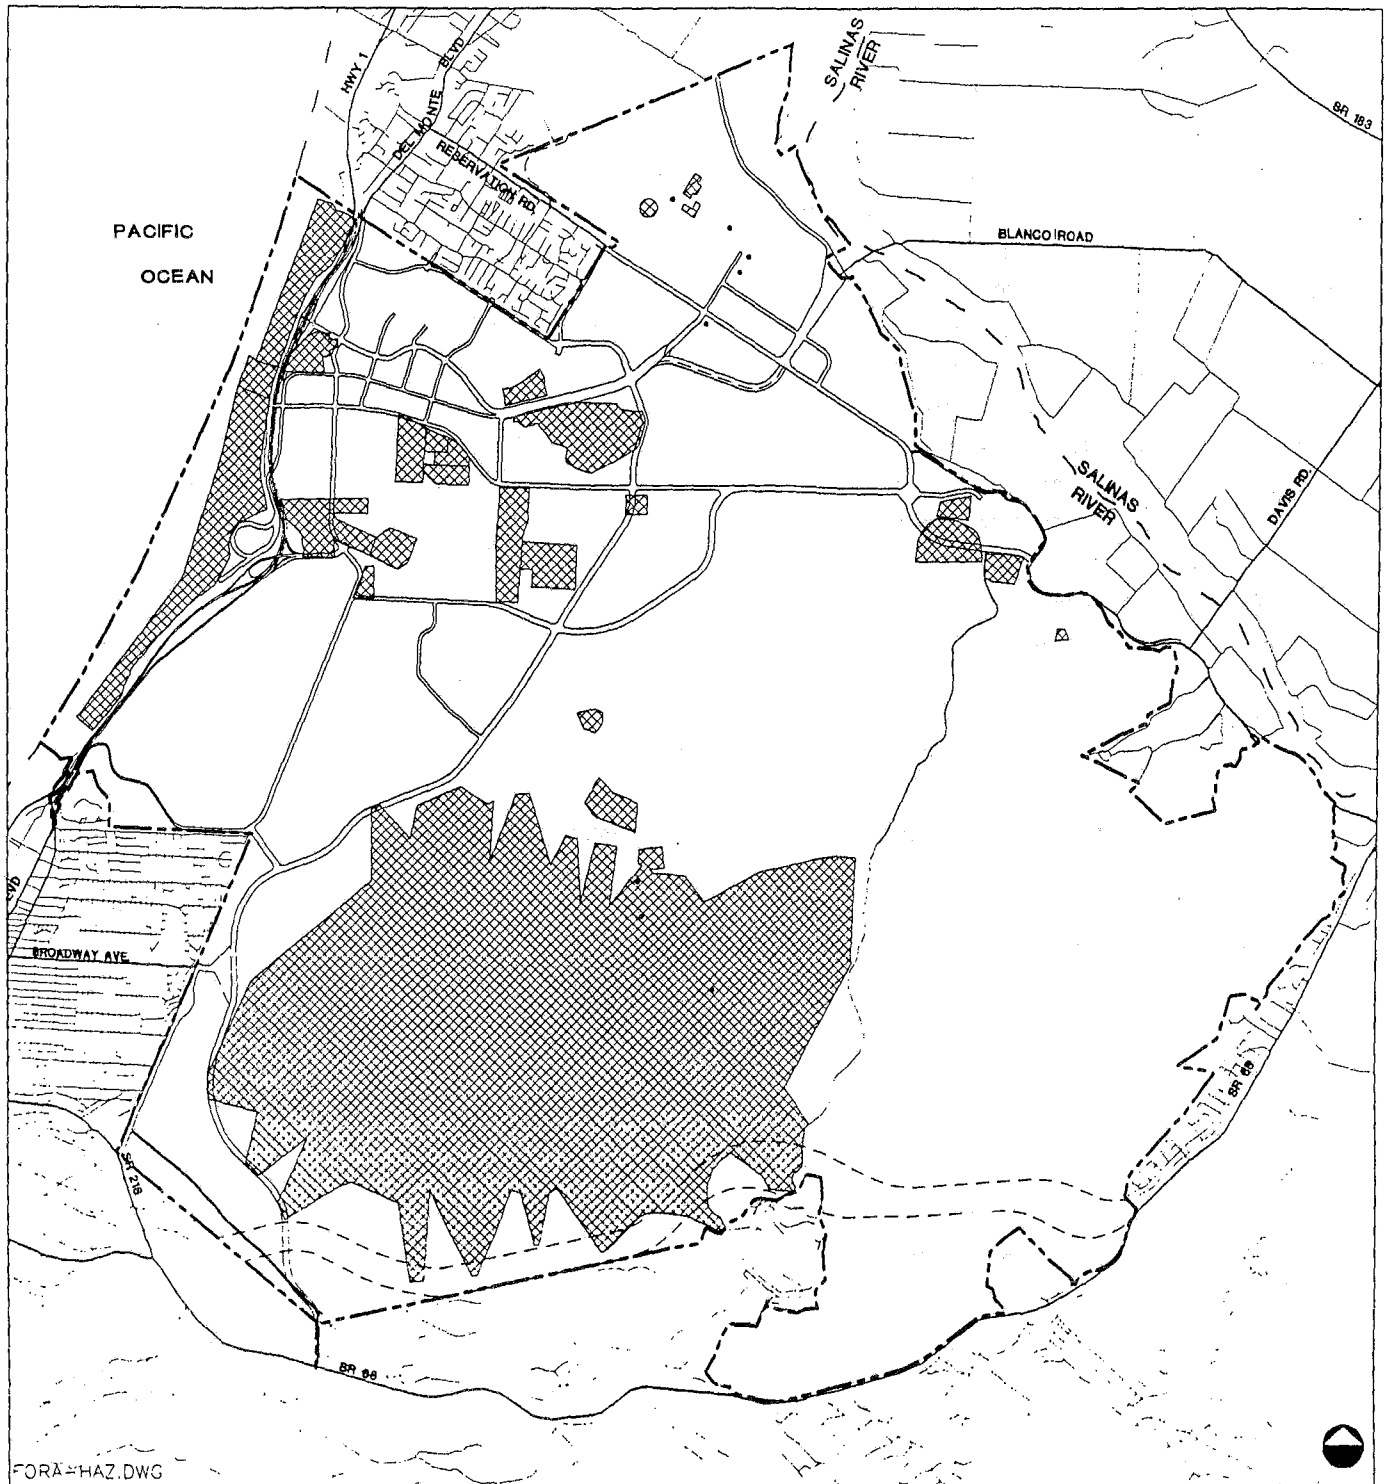 SALINAS
RIVER
HWY 1
BLVD
DEL MONTE
SR 183
RESERVATION RD.
PACIFIC
OCEAN
BLANCO ROAD
SALINAS
RIVER
DAVIS RD.
LVD
BROADWAY AVE
SR 68
SR 218
SR 68
FORA-HAZ.DWG